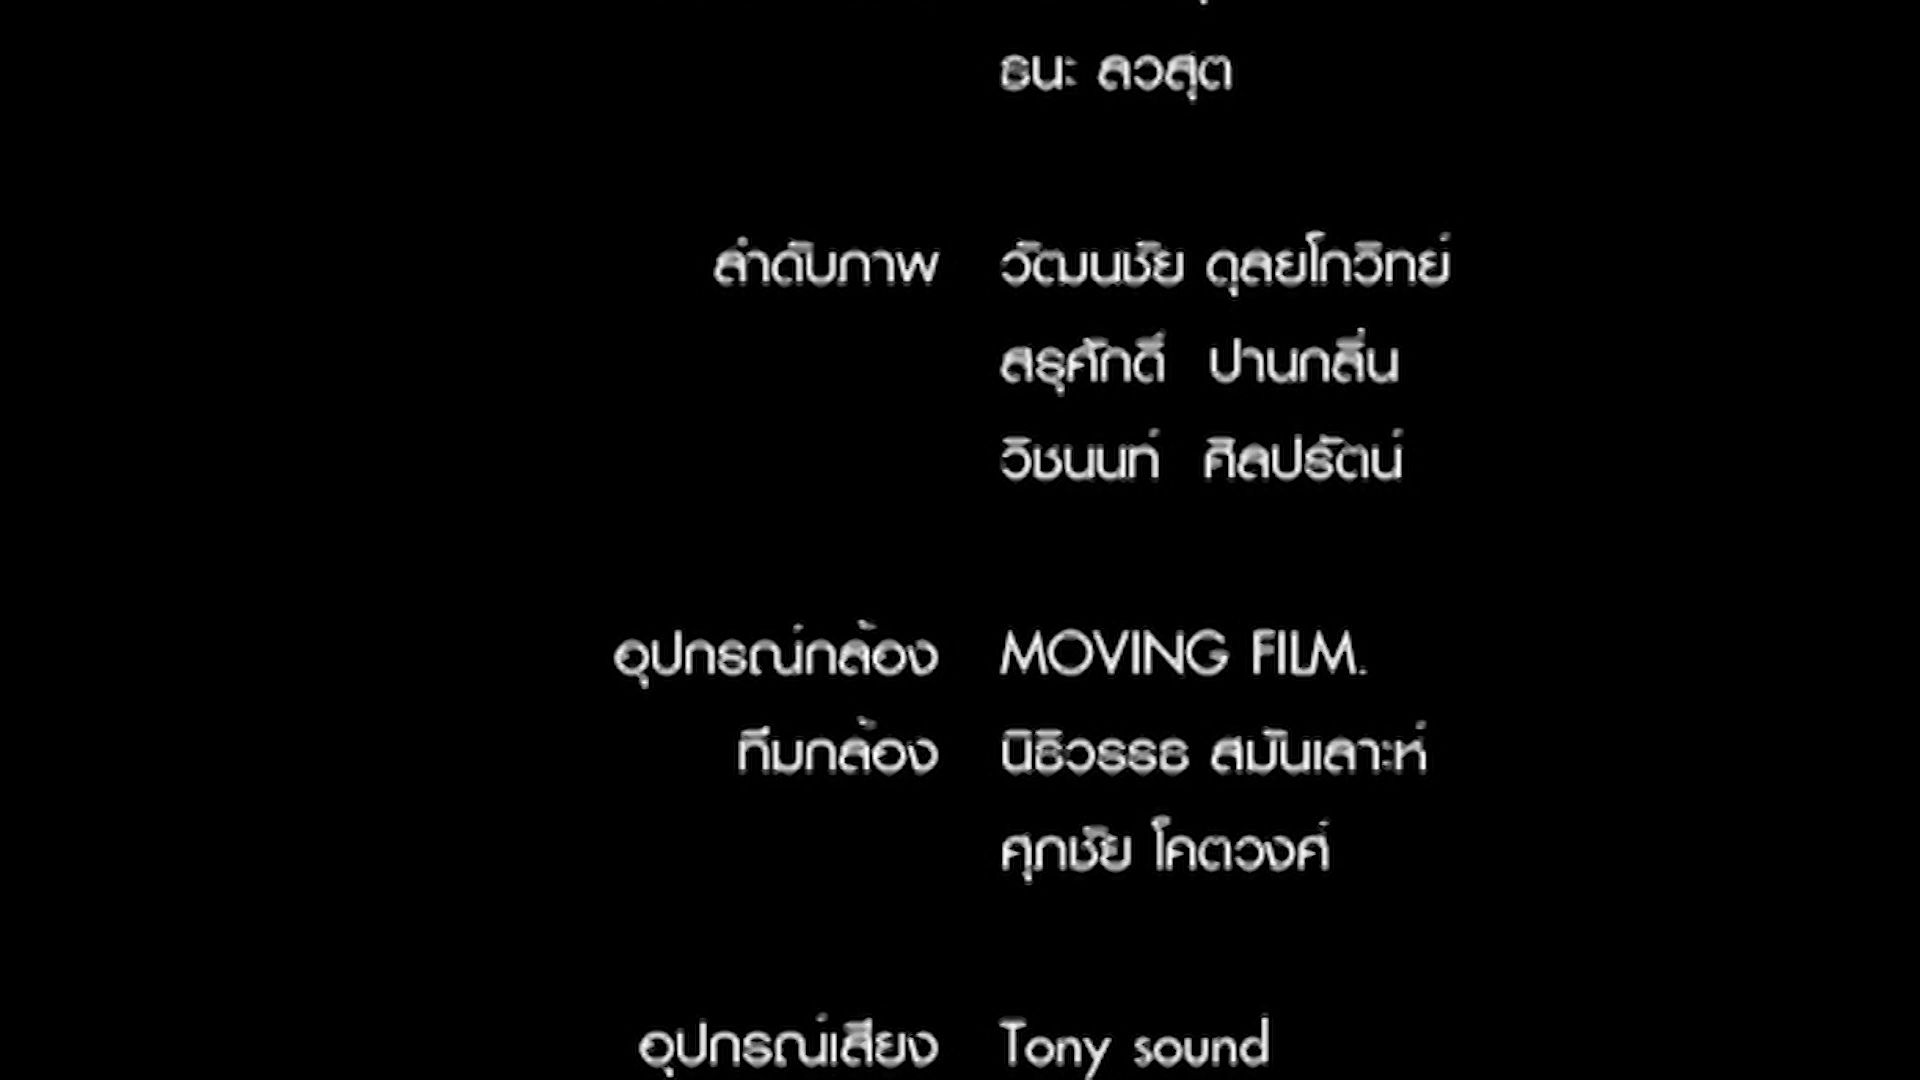 ธนะ ลวสุต
ลำดับภาพ วัฒนชัย ดุลยโกวิทย์
สรุศักดิ์ ปานกลิ่น
วิชนนท์ ศิลปรัตน์
อุปกรณ์กล้อง MOVING FILM.
ทีมกล้อง นิธิวรรธ สมันเลาะห์
ศุภชัย โคตวงศ์
อุปกรณ์เสียง Tony sound